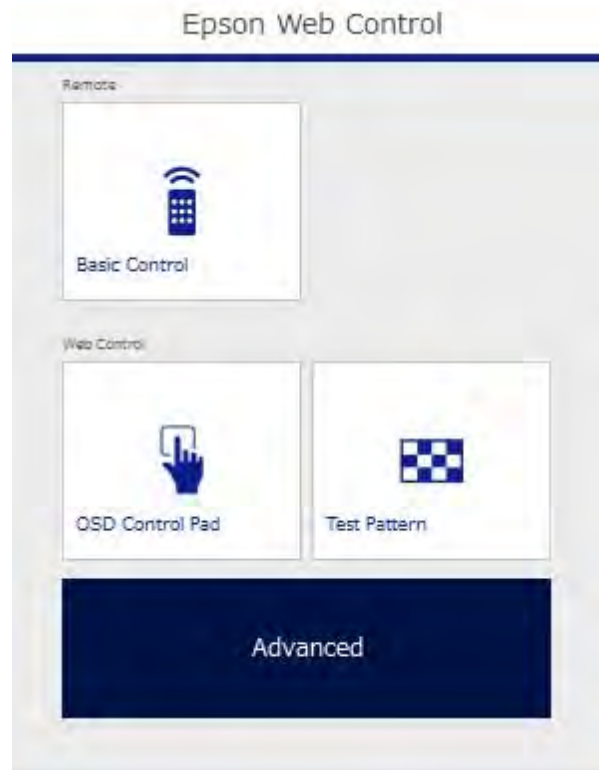 Epson Web Control
Remote
Basic Control
Web Control
OSD Control Pad
Test Pattern
Advanced